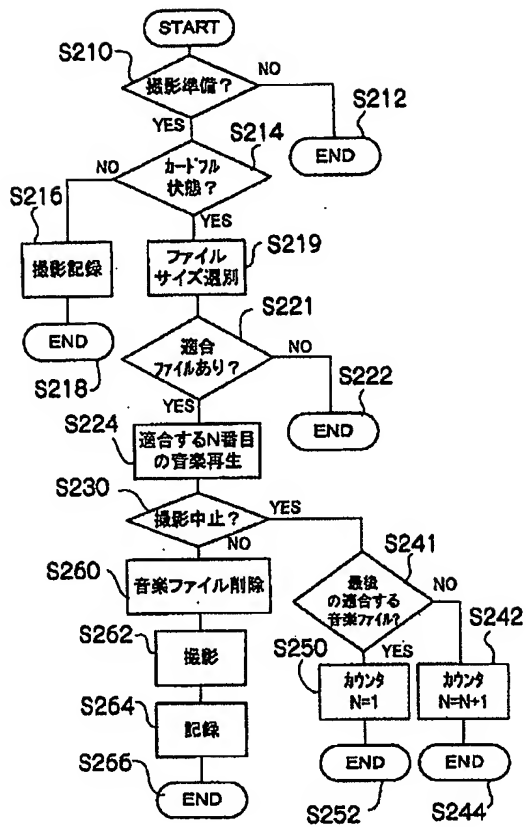 START
S210
撮影準備?
NO
YES
S212
END
S214
NO
カードフル
状態?
S216
YES
撮影記録
ファイル
サイズ選別
S219
END
S218
S221
適合
ファイルあり?
NO
YES
S222
END
S224
適合するN番目
の音楽再生
S230
撮影中止?
YES
NO
S241
S260
音楽ファイル削除
最後
の適合する
音楽ファイル?
NO
S262
撮影
S250
YES
S242
カウンタ
N=1
カウンタ
N=N+1
S264
記録
END
END
S266
END
S252
S244